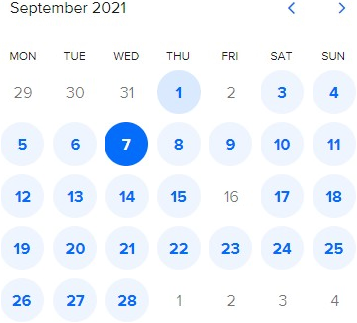 September 2021
MON TUE WED THU FRI SAT SUN
29 30 31 1 2 3 4
5 6 7 8 9 10 11
12 13 14 15 16 17 18
19 20 21 22 23 24 25
26 27 28 1 2 3 4